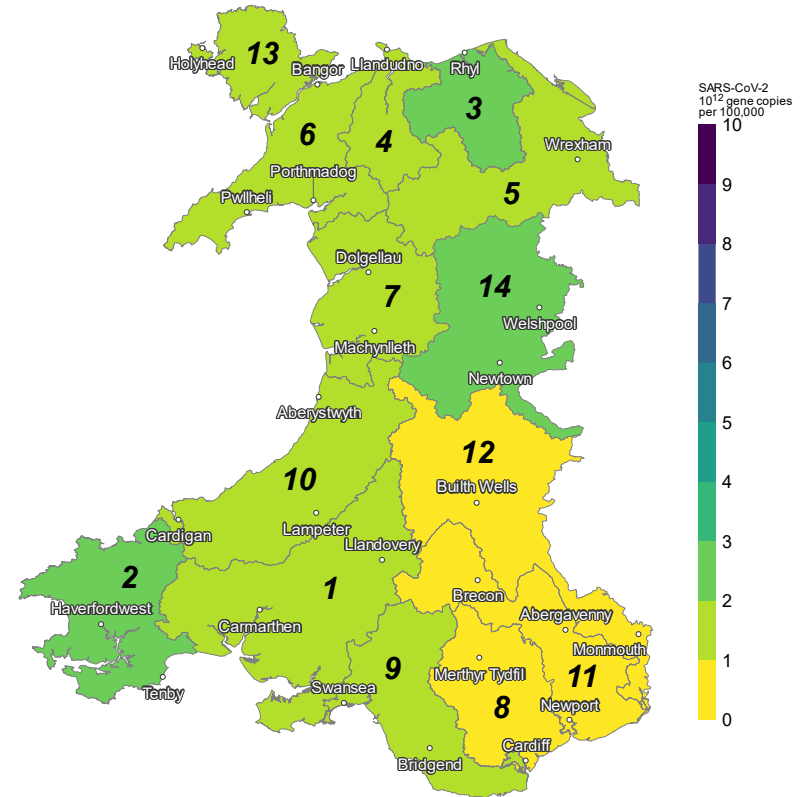 13
Holyhead
Bangor
Llandudno
Rhyl
3
6
4
Wrexham
Porthmadog
Pwllheli
5
Dolgellau
7
14
Welshpool
Machynlleth
Newtown
Aberystwyth
12
Builth Wells
10
Lampeter
Cardigan
Llandovery
2
Haverfordwest
1
Brecon
Abergavenny
Carmarthen
Monmouth
9
Merthyr Tydfil
11
Tenby
Swansea
8
Newport
Cardiff
Bridgend
SARS-CoV-2
10¹² gene copies
per 100,000
10
9
8
7
6
5
4
3
2
1
0